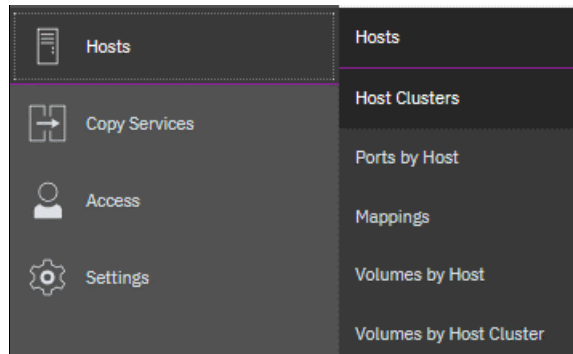 Hosts
Copy Services
Access
Settings
Hosts
Host Clusters
Ports by Host
Mappings
Volumes by Host
Volumes by Host Cluster